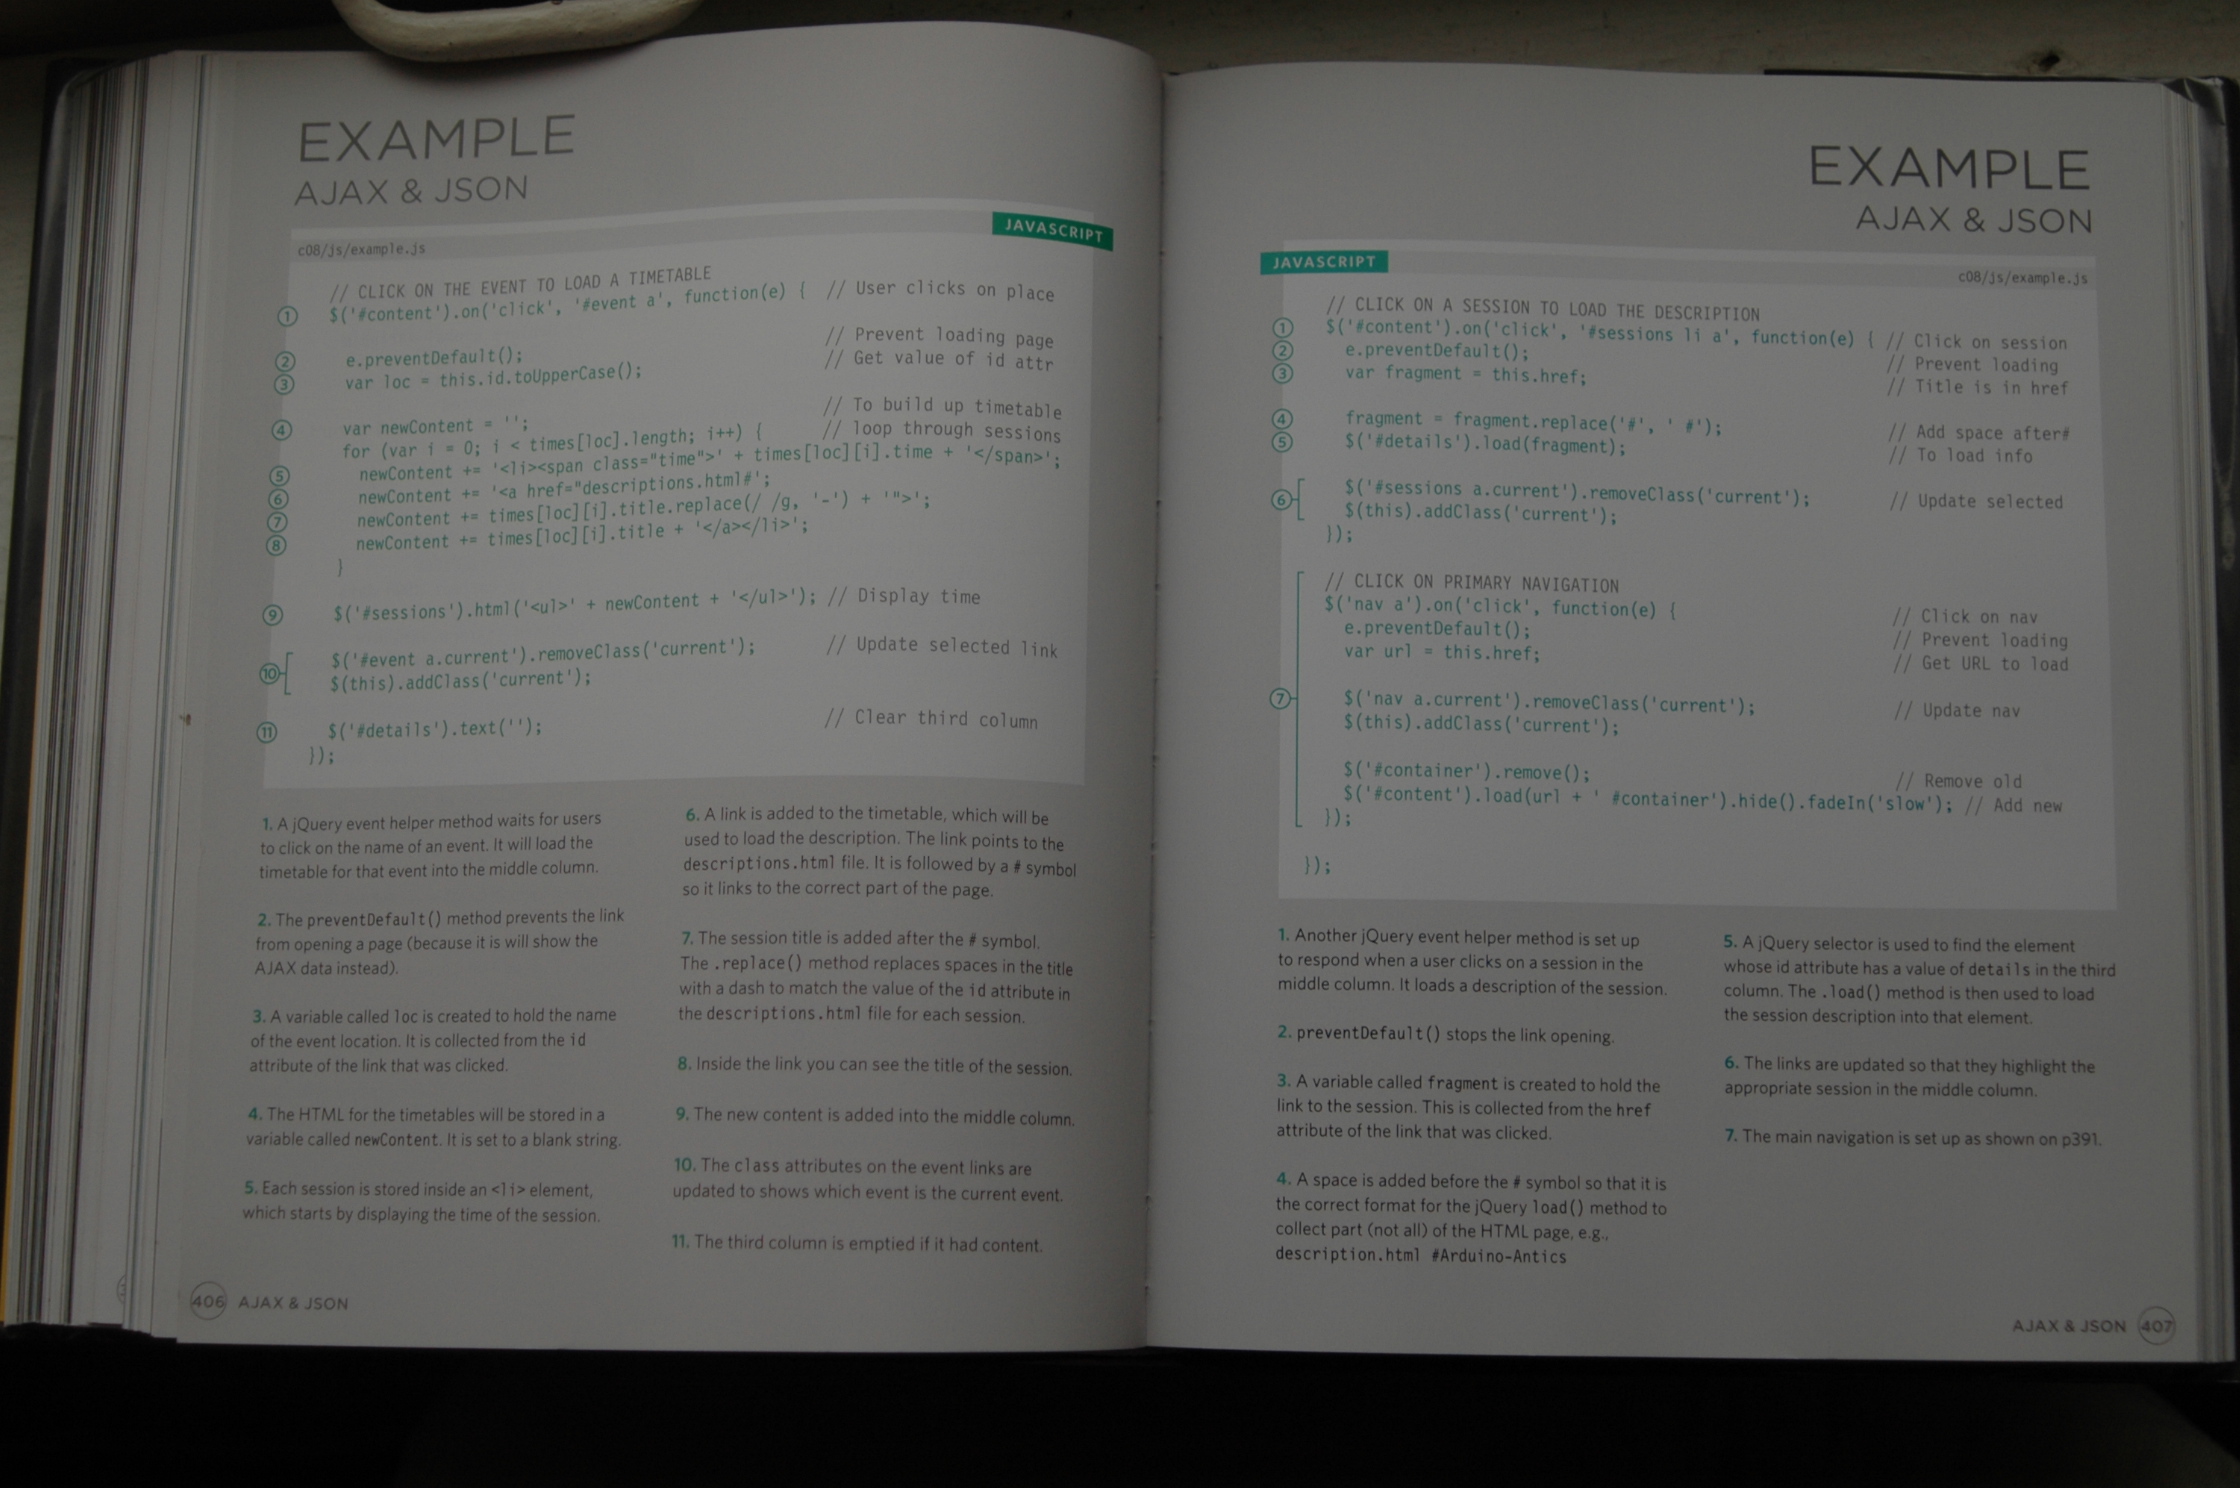 EXAMPLE
AJAX & JSON
JAVASCRIPT
c08/js/example.js
// CLICK ON THE EVENT TO LOAD A TIMETABLE
① $('#content').on('click', '#event a', function(e) { // User clicks on place
// Prevent loading page
② e.preventDefault(); // Get value of id attr
③ var loc = this.id.toUpperCase();
// To build up timetable
④ var newContent = ''; // loop through sessions
for (var i = 0; i < times[loc].length; i++) {
⑤ newContent += '<li><span class="time">' + times[loc][i].time + '</span>';
⑥ newContent += '<a href="descriptions.html#';
⑦ newContent += times[loc][i].title.replace(/ /g, '-') + '">';
⑧ newContent += times[loc][i].title + '</a></li>';
}
⑨ $('#sessions').html('<ul>' + newContent + '</ul>'); // Display time
⑩ $('#event a.current').removeClass('current'); // Update selected link
$(this).addClass('current');
⑪ $('#details').text(''); // Clear third column
});
1. A jQuery event helper method waits for users
to click on the name of an event. It will load the
timetable for that event into the middle column.
2. The preventDefault() method prevents the link
from opening a page (because it is will show the
AJAX data instead).
3. A variable called loc is created to hold the name
of the event location. It is collected from the id
attribute of the link that was clicked.
4. The HTML for the timetables will be stored in a
variable called newContent. It is set to a blank string.
5. Each session is stored inside an <li> element,
which starts by displaying the time of the session.
6. A link is added to the timetable, which will be
used to load the description. The link points to the
descriptions.html file. It is followed by a # symbol
so it links to the correct part of the page.
7. The session title is added after the # symbol.
The .replace() method replaces spaces in the title
with a dash to match the value of the id attribute in
the descriptions.html file for each session.
8. Inside the link you can see the title of the session.
9. The new content is added into the middle column.
10. The class attributes on the event links are
updated to shows which event is the current event.
11. The third column is emptied if it had content.
406 AJAX & JSON
EXAMPLE
AJAX & JSON
JAVASCRIPT
c08/js/example.js
// CLICK ON A SESSION TO LOAD THE DESCRIPTION
① $('#content').on('click', '#sessions li a', function(e) { // Click on session
② e.preventDefault(); // Prevent loading
③ var fragment = this.href; // Title is in href
④ fragment = fragment.replace('#', ' #'); // Add space after#
⑤ $('#details').load(fragment); // To load info
⑥ $('#sessions a.current').removeClass('current'); // Update selected
$(this).addClass('current');
});
// CLICK ON PRIMARY NAVIGATION
$('nav a').on('click', function(e) { // Click on nav
e.preventDefault(); // Prevent loading
var url = this.href; // Get URL to load
⑦ $('nav a.current').removeClass('current'); // Update nav
$(this).addClass('current');
$('#container').remove(); // Remove old
$('#content').load(url + ' #container').hide().fadeIn('slow'); // Add new
});
});
1. Another jQuery event helper method is set up
to respond when a user clicks on a session in the
middle column. It loads a description of the session.
2. preventDefault() stops the link opening.
3. A variable called fragment is created to hold the
link to the session. This is collected from the href
attribute of the link that was clicked.
4. A space is added before the # symbol so that it is
the correct format for the jQuery load() method to
collect part (not all) of the HTML page, e.g.,
description.html #Arduino-Antics
5. A jQuery selector is used to find the element
whose id attribute has a value of details in the third
column. The .load() method is then used to load
the session description into that element.
6. The links are updated so that they highlight the
appropriate session in the middle column.
7. The main navigation is set up as shown on p391.
AJAX & JSON 407